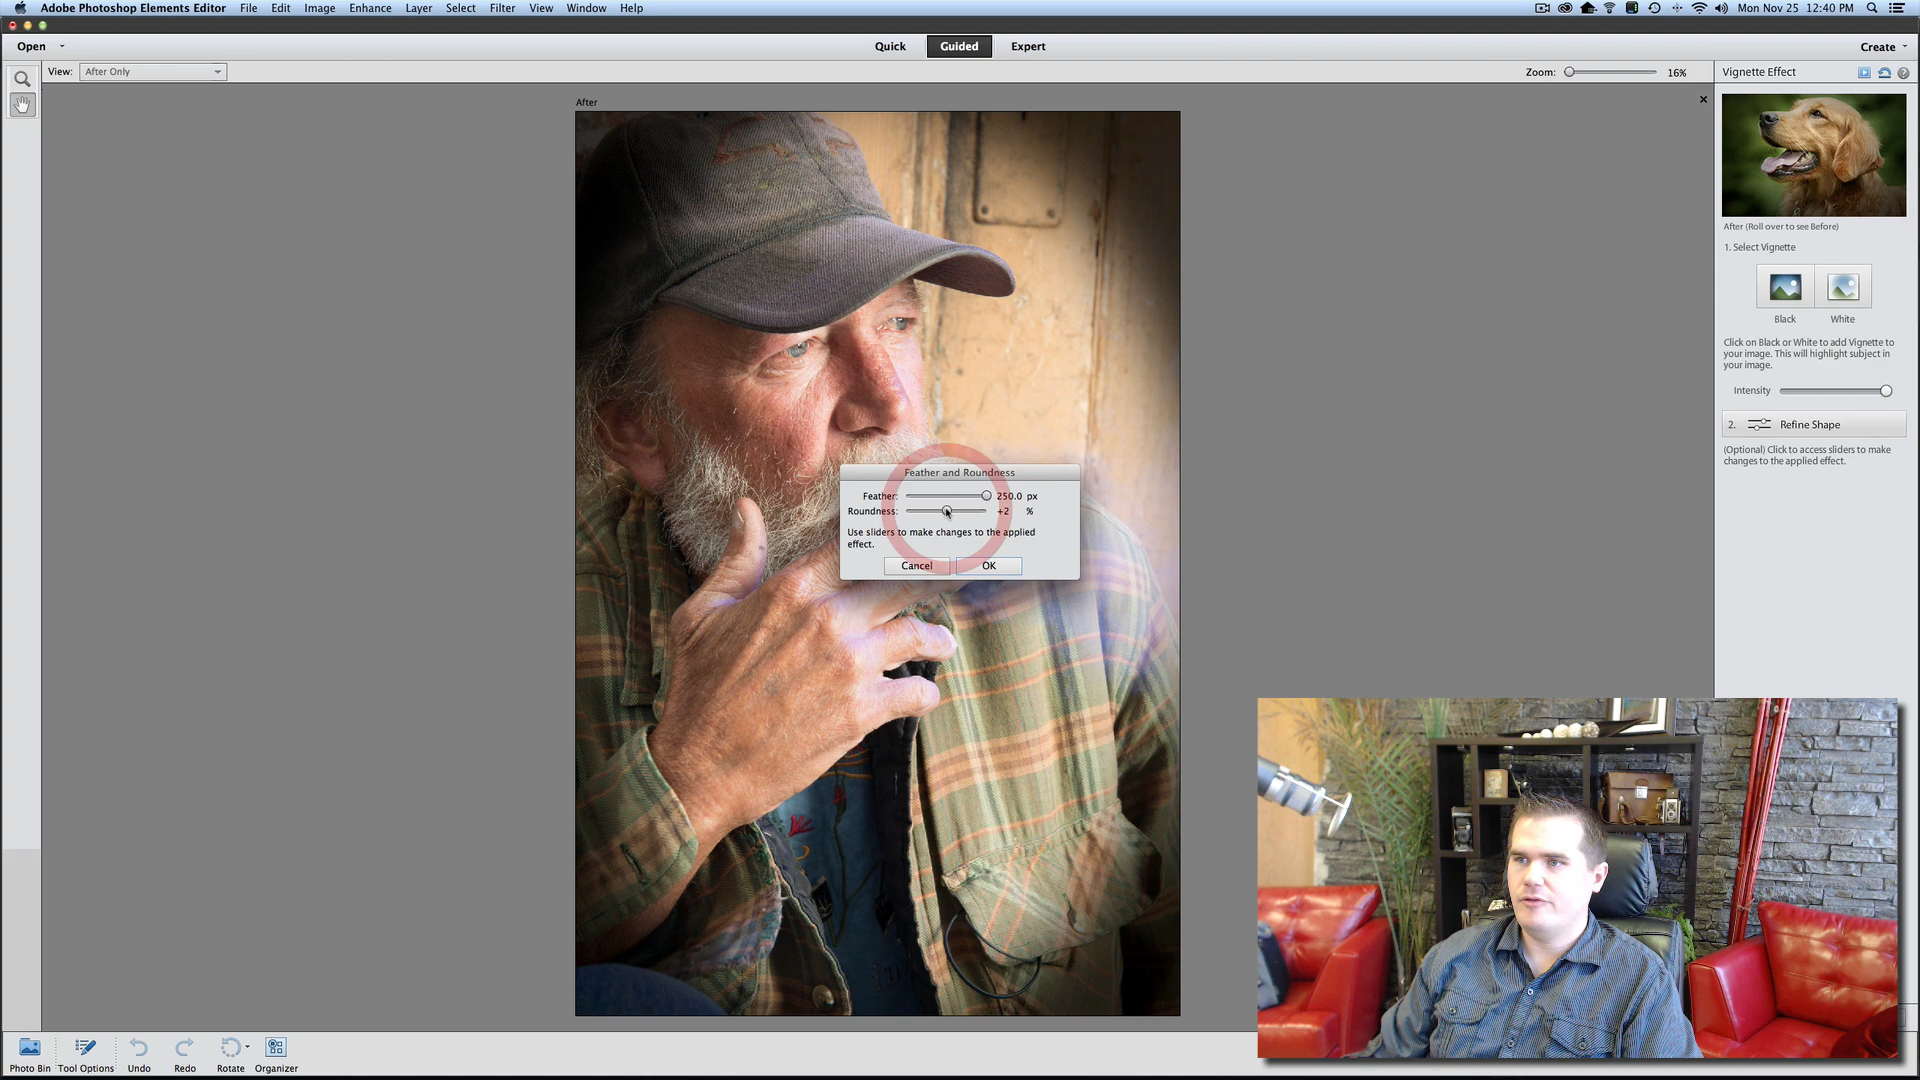 Adobe Photoshop Elements Editor File Edit Image Enhance Layer Select Filter View Window Help Mon Nov 25 12:40 PM
Open Quick Guided Expert Create
View: After Only Zoom: 16% Vignette Effect
After
After (Roll over to see Before)
1. Select Vignette
Black White
Click on Black or White to add Vignette to
your image. This will highlight subject in
your image.
Intensity
2. Refine Shape
(Optional) Click to access sliders to make
changes to the applied effect.
Feather and Roundness
Feather: 250.0 px
Roundness: +2 %
Use sliders to make changes to the applied
effect.
Cancel OK
Photo Bin Tool Options Undo Redo Rotate Organizer